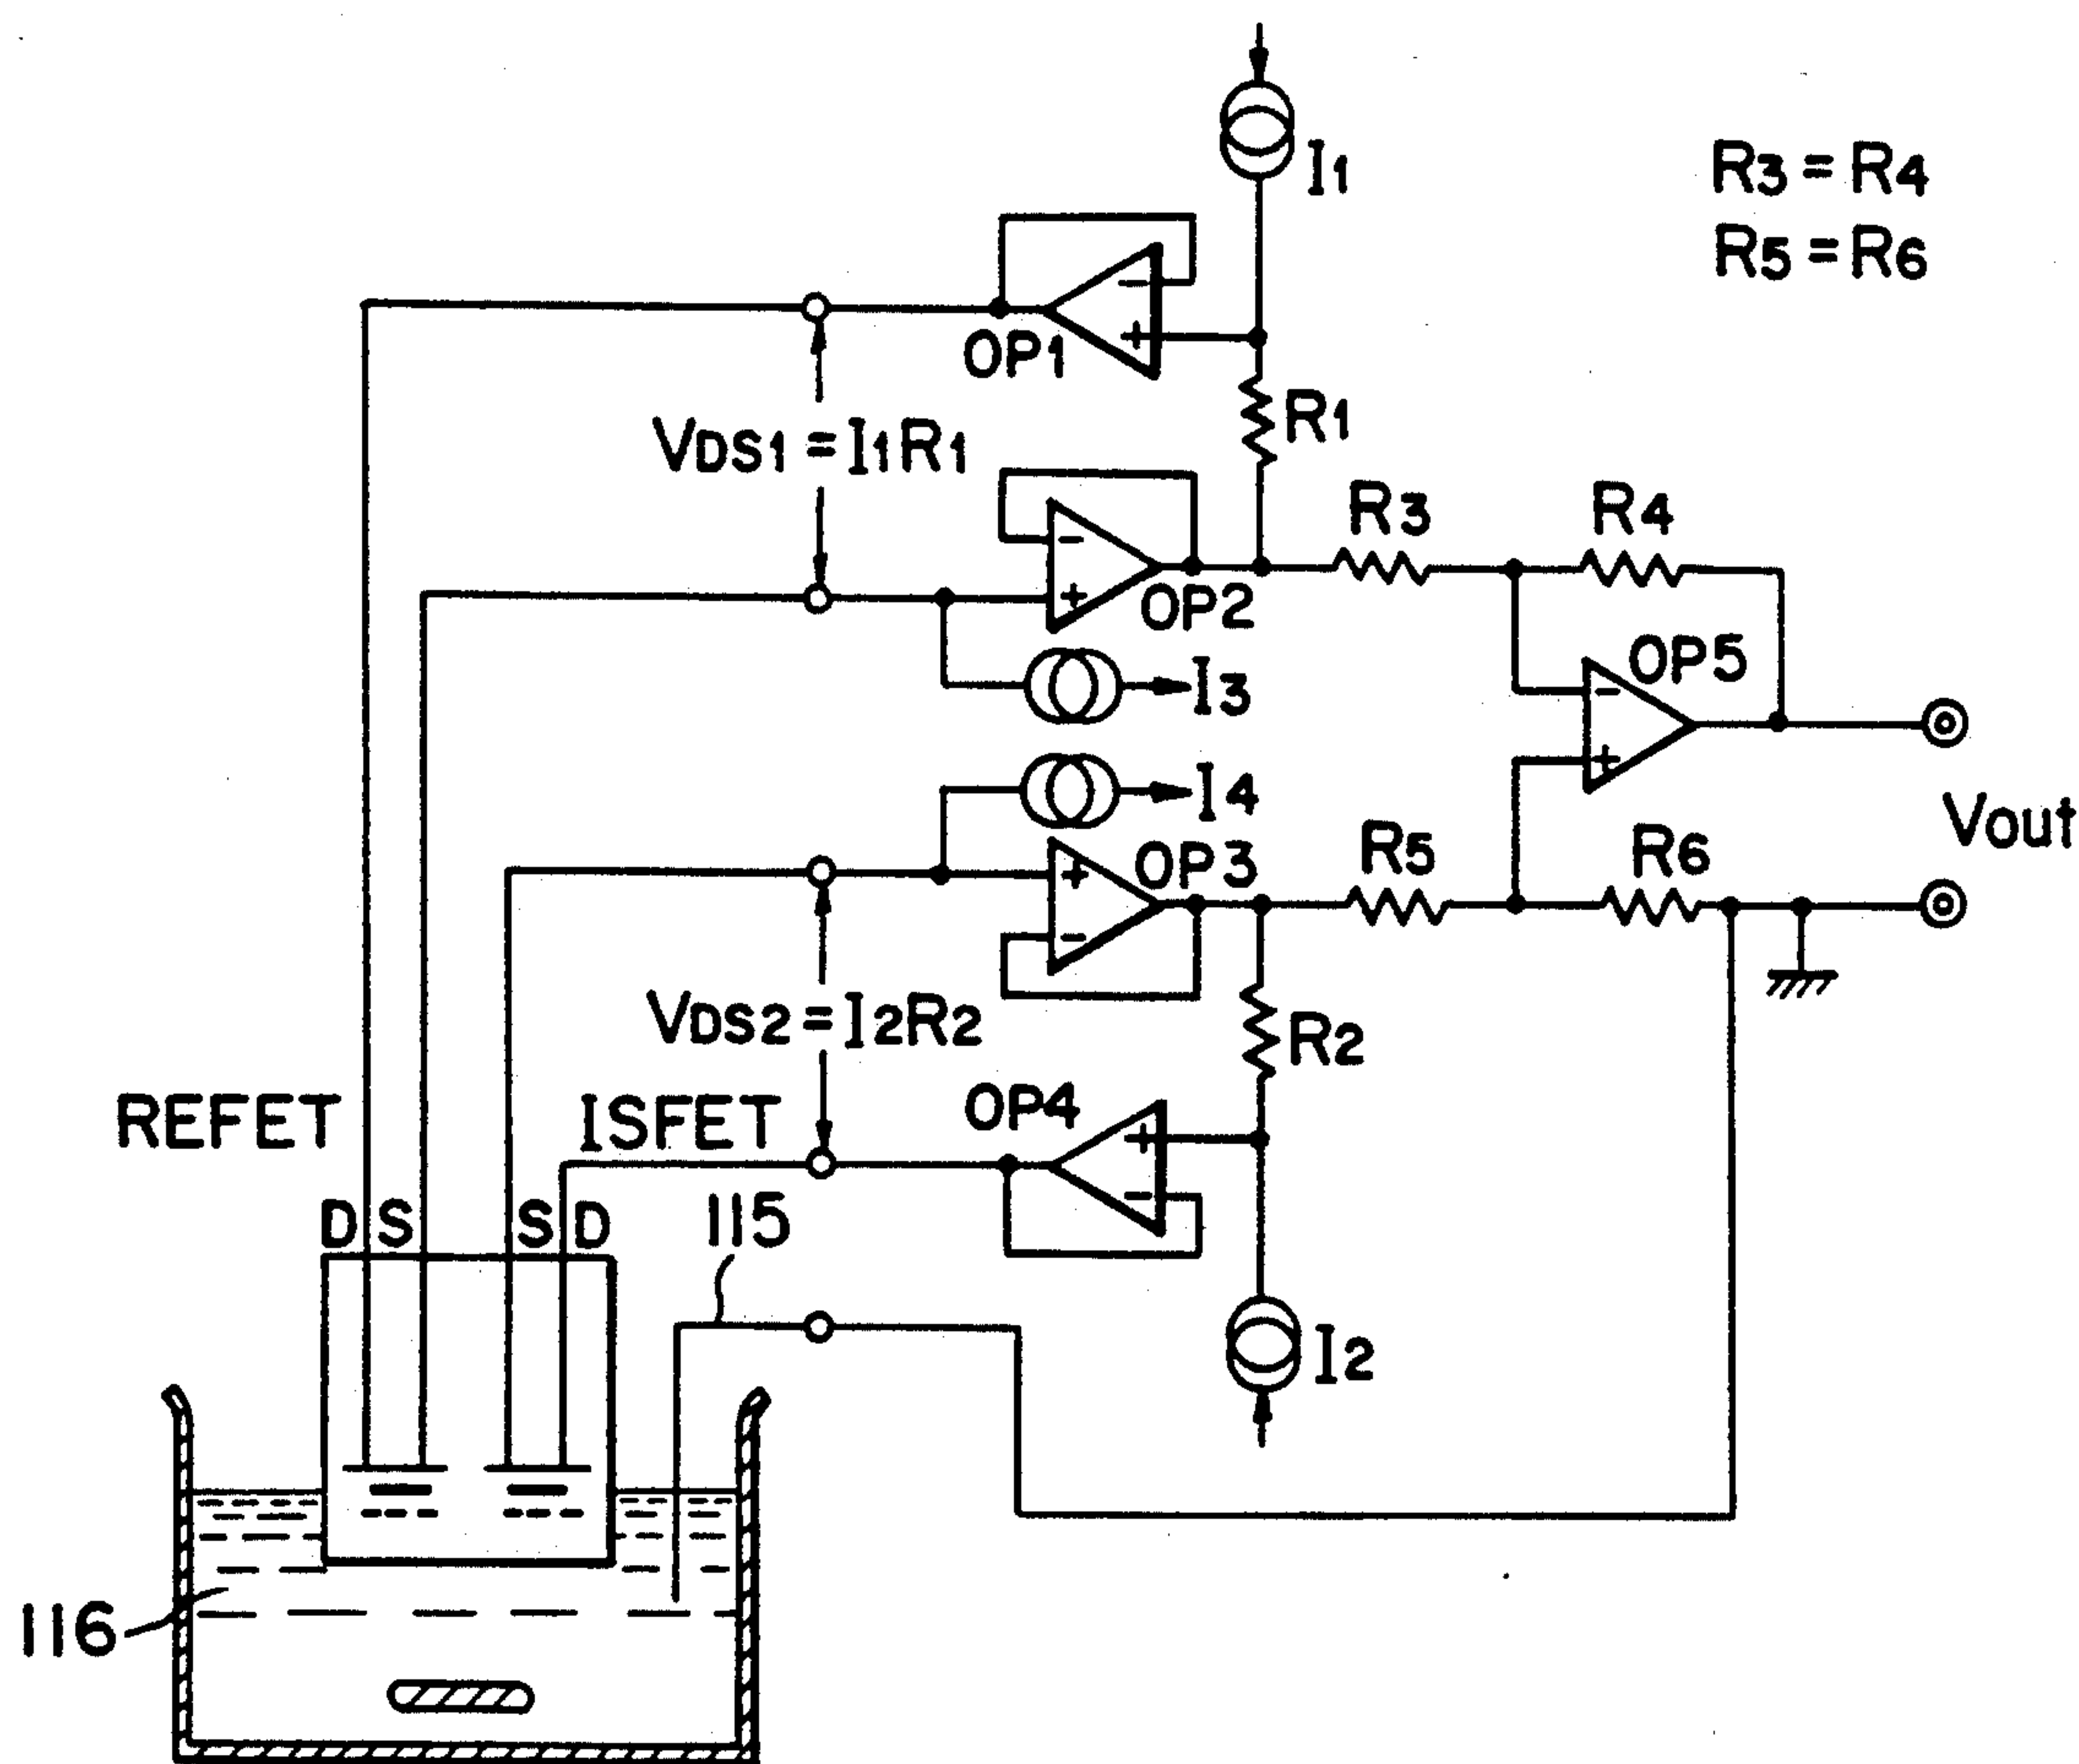 I1
R3 = R4
R5 = R6
-
+
OP1
R1
VDS1 = I1R1
-
+
OP2
R3
R4
I3
OP5
-
+
I4
Vout
+
-
OP3
R5
R6
VDS2 = I2R2
R2
REFET
ISFET
OP4
+
-
D S S D
115
I2
116